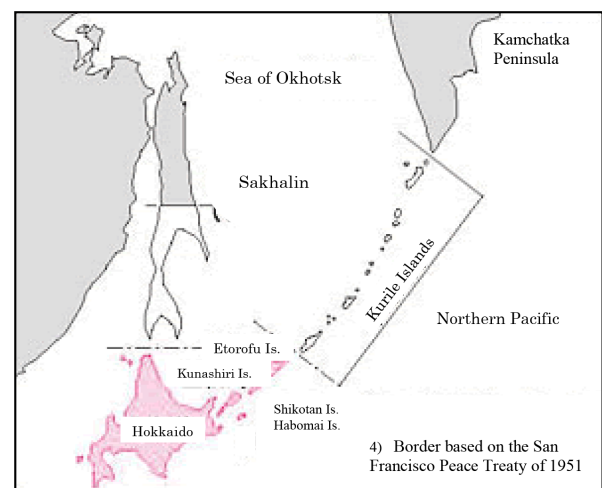 Kamchatka
Peninsula
Sea of Okhotsk
Sakhalin
Kurile Islands
Northern Pacific
Etorofu Is.
Kunashiri Is.
Shikotan Is.
Habomai Is.
Hokkaido
4) Border based on the San
Francisco Peace Treaty of 1951